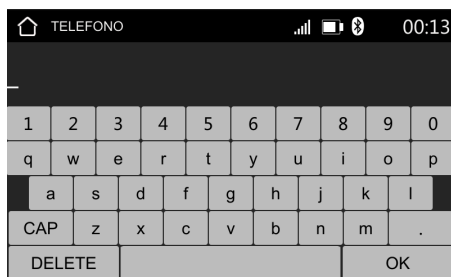 TELEFONO 00:13
1 2 3 4 5 6 7 8 9 0
q w e r t y u i o p
a s d f g h j k l
CAP z x c v b n m .
DELETE OK